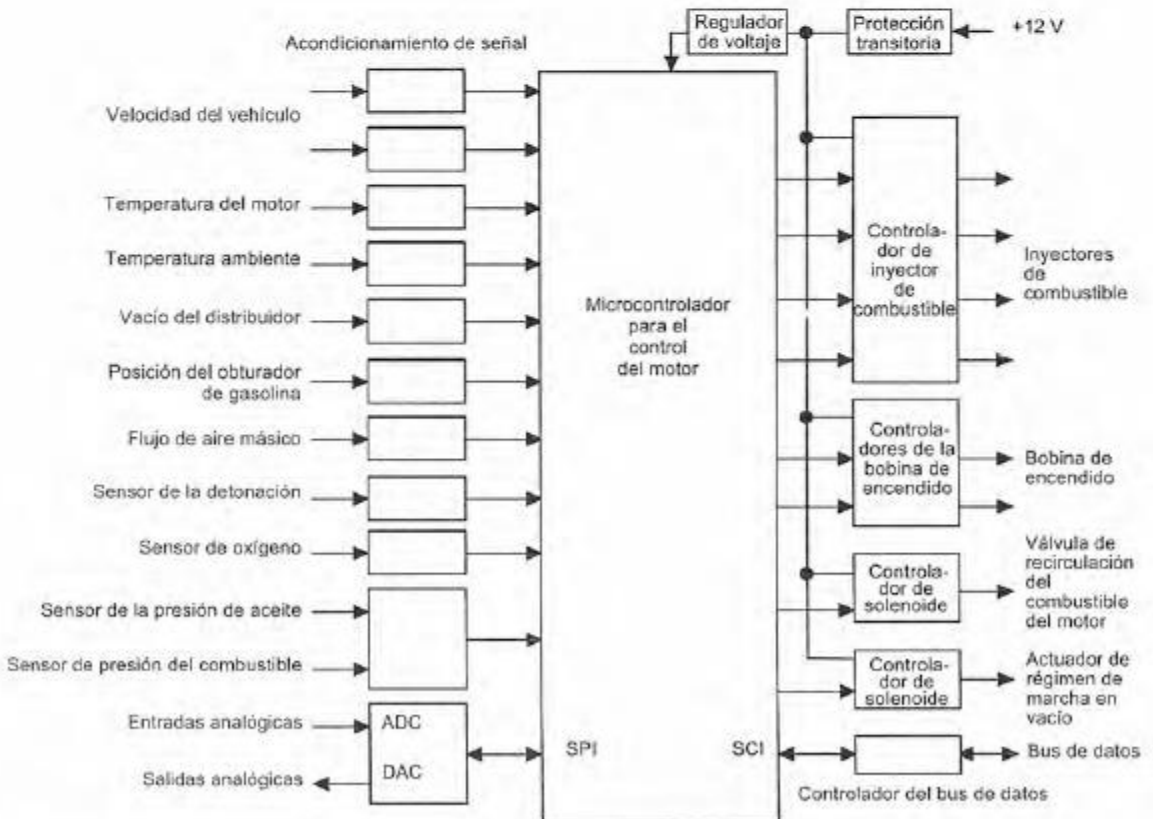 Acondicionamiento de señal
Velocidad del vehículo
Temperatura del motor
Temperatura ambiente
Vacío del distribuidor
Posición del obturador
de gasolina
Flujo de aire másico
Sensor de la detonación
Sensor de oxígeno
Sensor de la presión de aceite
Sensor de presión del combustible
Entradas analógicas
ADC
Salidas analógicas
DAC
SPI
Microcontrolador
para el
control
del motor
SCI
Regulador
de voltaje
Protección
transitoria
+12 V
Controla-
dor de
inyector
de
combustible
Inyectores
de
combustible
Controla-
dores de la
bobina de
encendido
Bobina de
encendido
Controla-
dor de
solenoide
Válvula de
recirculación
del
combustible
del motor
Controla-
dor de
solenoide
Actuador de
régimen de
marcha en
vacío
Bus de datos
Controlador del bus de datos